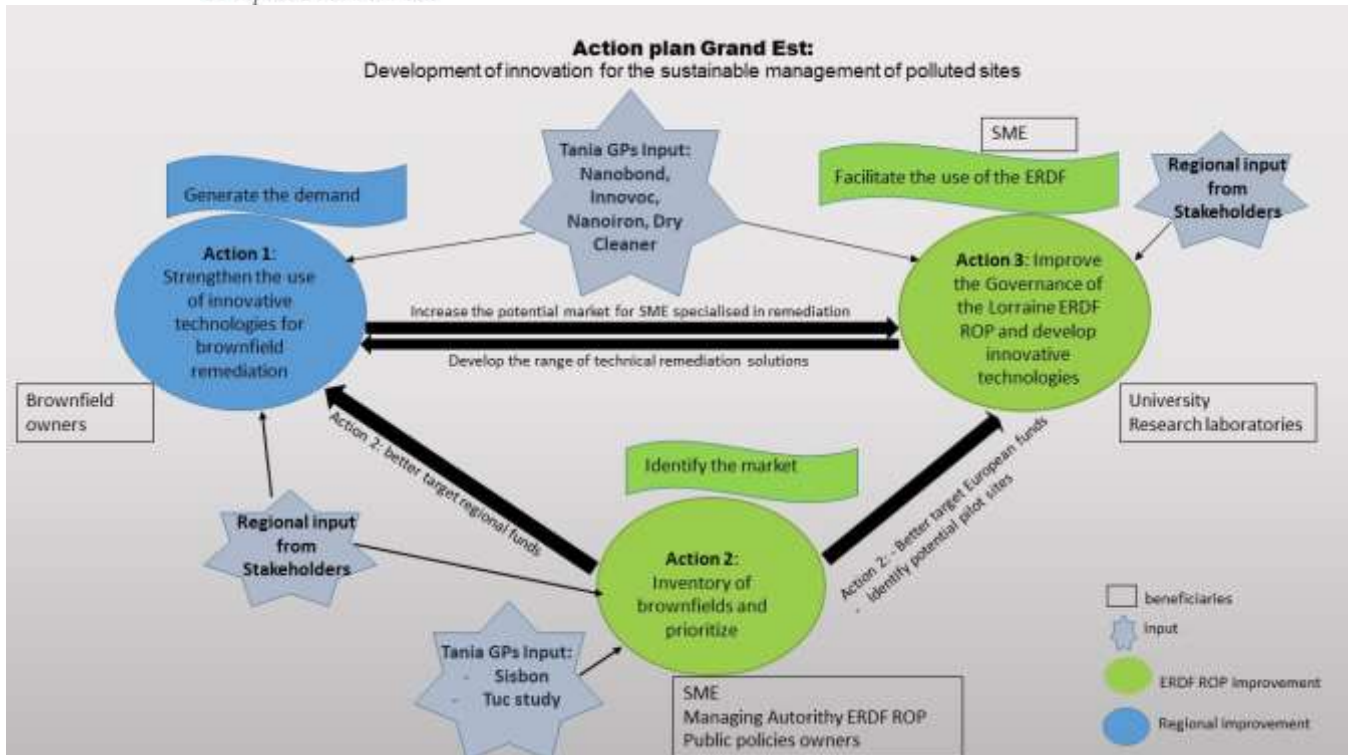 Action plan Grand Est:
Development of innovation for the sustainable management of polluted sites
Tania GPs Input:
Nanobond,
Innovoc,
Nanoiron, Dry
Cleaner
SME
Facilitate the use of the ERDF
Regional input
from
Stakeholders
Generate the demand
Action 1:
Strengthen the use
of innovative
technologies for
brownfield
remediation
Action 3: Improve
the Governance of
the Lorraine ERDF
ROP and develop
innovative
technologies
Increase the potential market for SME specialised in remediation
Develop the range of technical remediation solutions
Brownfield
owners
University
Research laboratories
Action 2: better target regional funds
Identify the market
Action 2: - Better target European funds
- Identify potential pilot sites
Regional input
from
Stakeholders
Action 2:
Inventory of
brownfields and
prioritize
Tania GPs Input:
- Sisbon
- Tuc study
SME
Managing Autorithy ERDF ROP
Public policies owners
beneficiaries
Input
ERDF ROP Improvement
Regional improvement